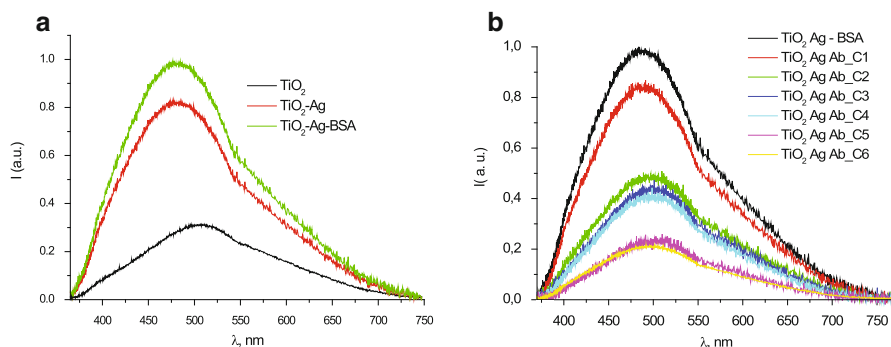 a
I (a.u.)
1.0
0.8
0.6
0.4
0.2
0.0
400 450 500 550 600 650 700 750
λ, nm
TiO2
TiO2-Ag
TiO2-Ag-BSA
b
I( a. u.)
1,0
0,8
0,6
0,4
0,2
0,0
400 450 500 550 600 650 700 750
λ, nm
TiO2 Ag - BSA
TiO2 Ag Ab_C1
TiO2 Ag Ab_C2
TiO2 Ag Ab_C3
TiO2 Ag Ab_C4
TiO2 Ag Ab_C5
TiO2 Ag Ab_C6